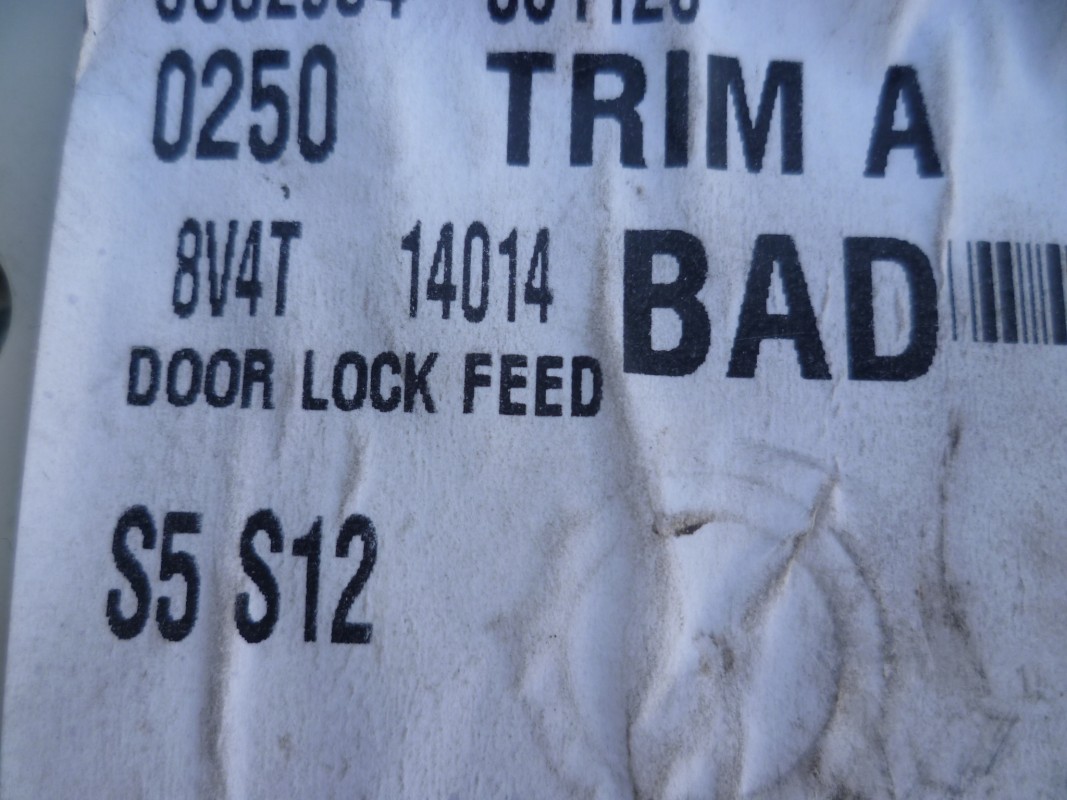 0250 TRIM A
8V4T 14014 BAD
DOOR LOCK FEED
S5 S12